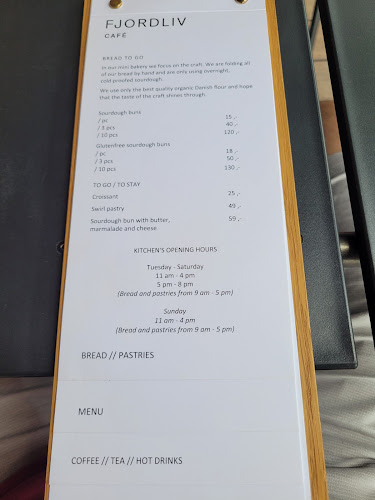 FJORDLIV
CAFÉ
BREAD TO GO
In our mini bakery we focus on the craft. We are folding all
of our bread by hand and are only using overnight,
cold proofed sourdough.
We use only the best quality organic Danish flour and hope
that the taste of the craft shines through.
Sourdough buns
/ pc 15 ,-
/ 3 pcs 40 ,-
/ 10 pcs 120 ,-
Glutenfree sourdough buns
/ pc 18 ,-
/ 3 pcs 50 ,-
/ 10 pcs 130 ,-
TO GO / TO STAY
Croissant 25 ,-
Swirl pastry 49 ,-
Sourdough bun with butter, 59 ,-
marmalade and cheese
KITCHEN'S OPENING HOURS
Tuesday - Saturday
11 am - 4 pm
5 pm - 8 pm
(Bread and pastries from 9 am - 5 pm)
Sunday
11 am - 4 pm
(Bread and pastries from 9 am - 5 pm)
BREAD // PASTRIES
MENU
COFFEE // TEA // HOT DRINKS